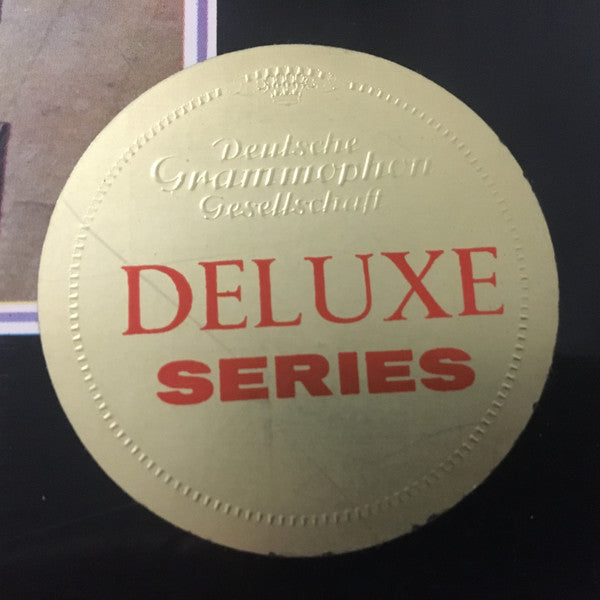 Deutsche
Grammophon
Gesellschaft
DELUXE
SERIES